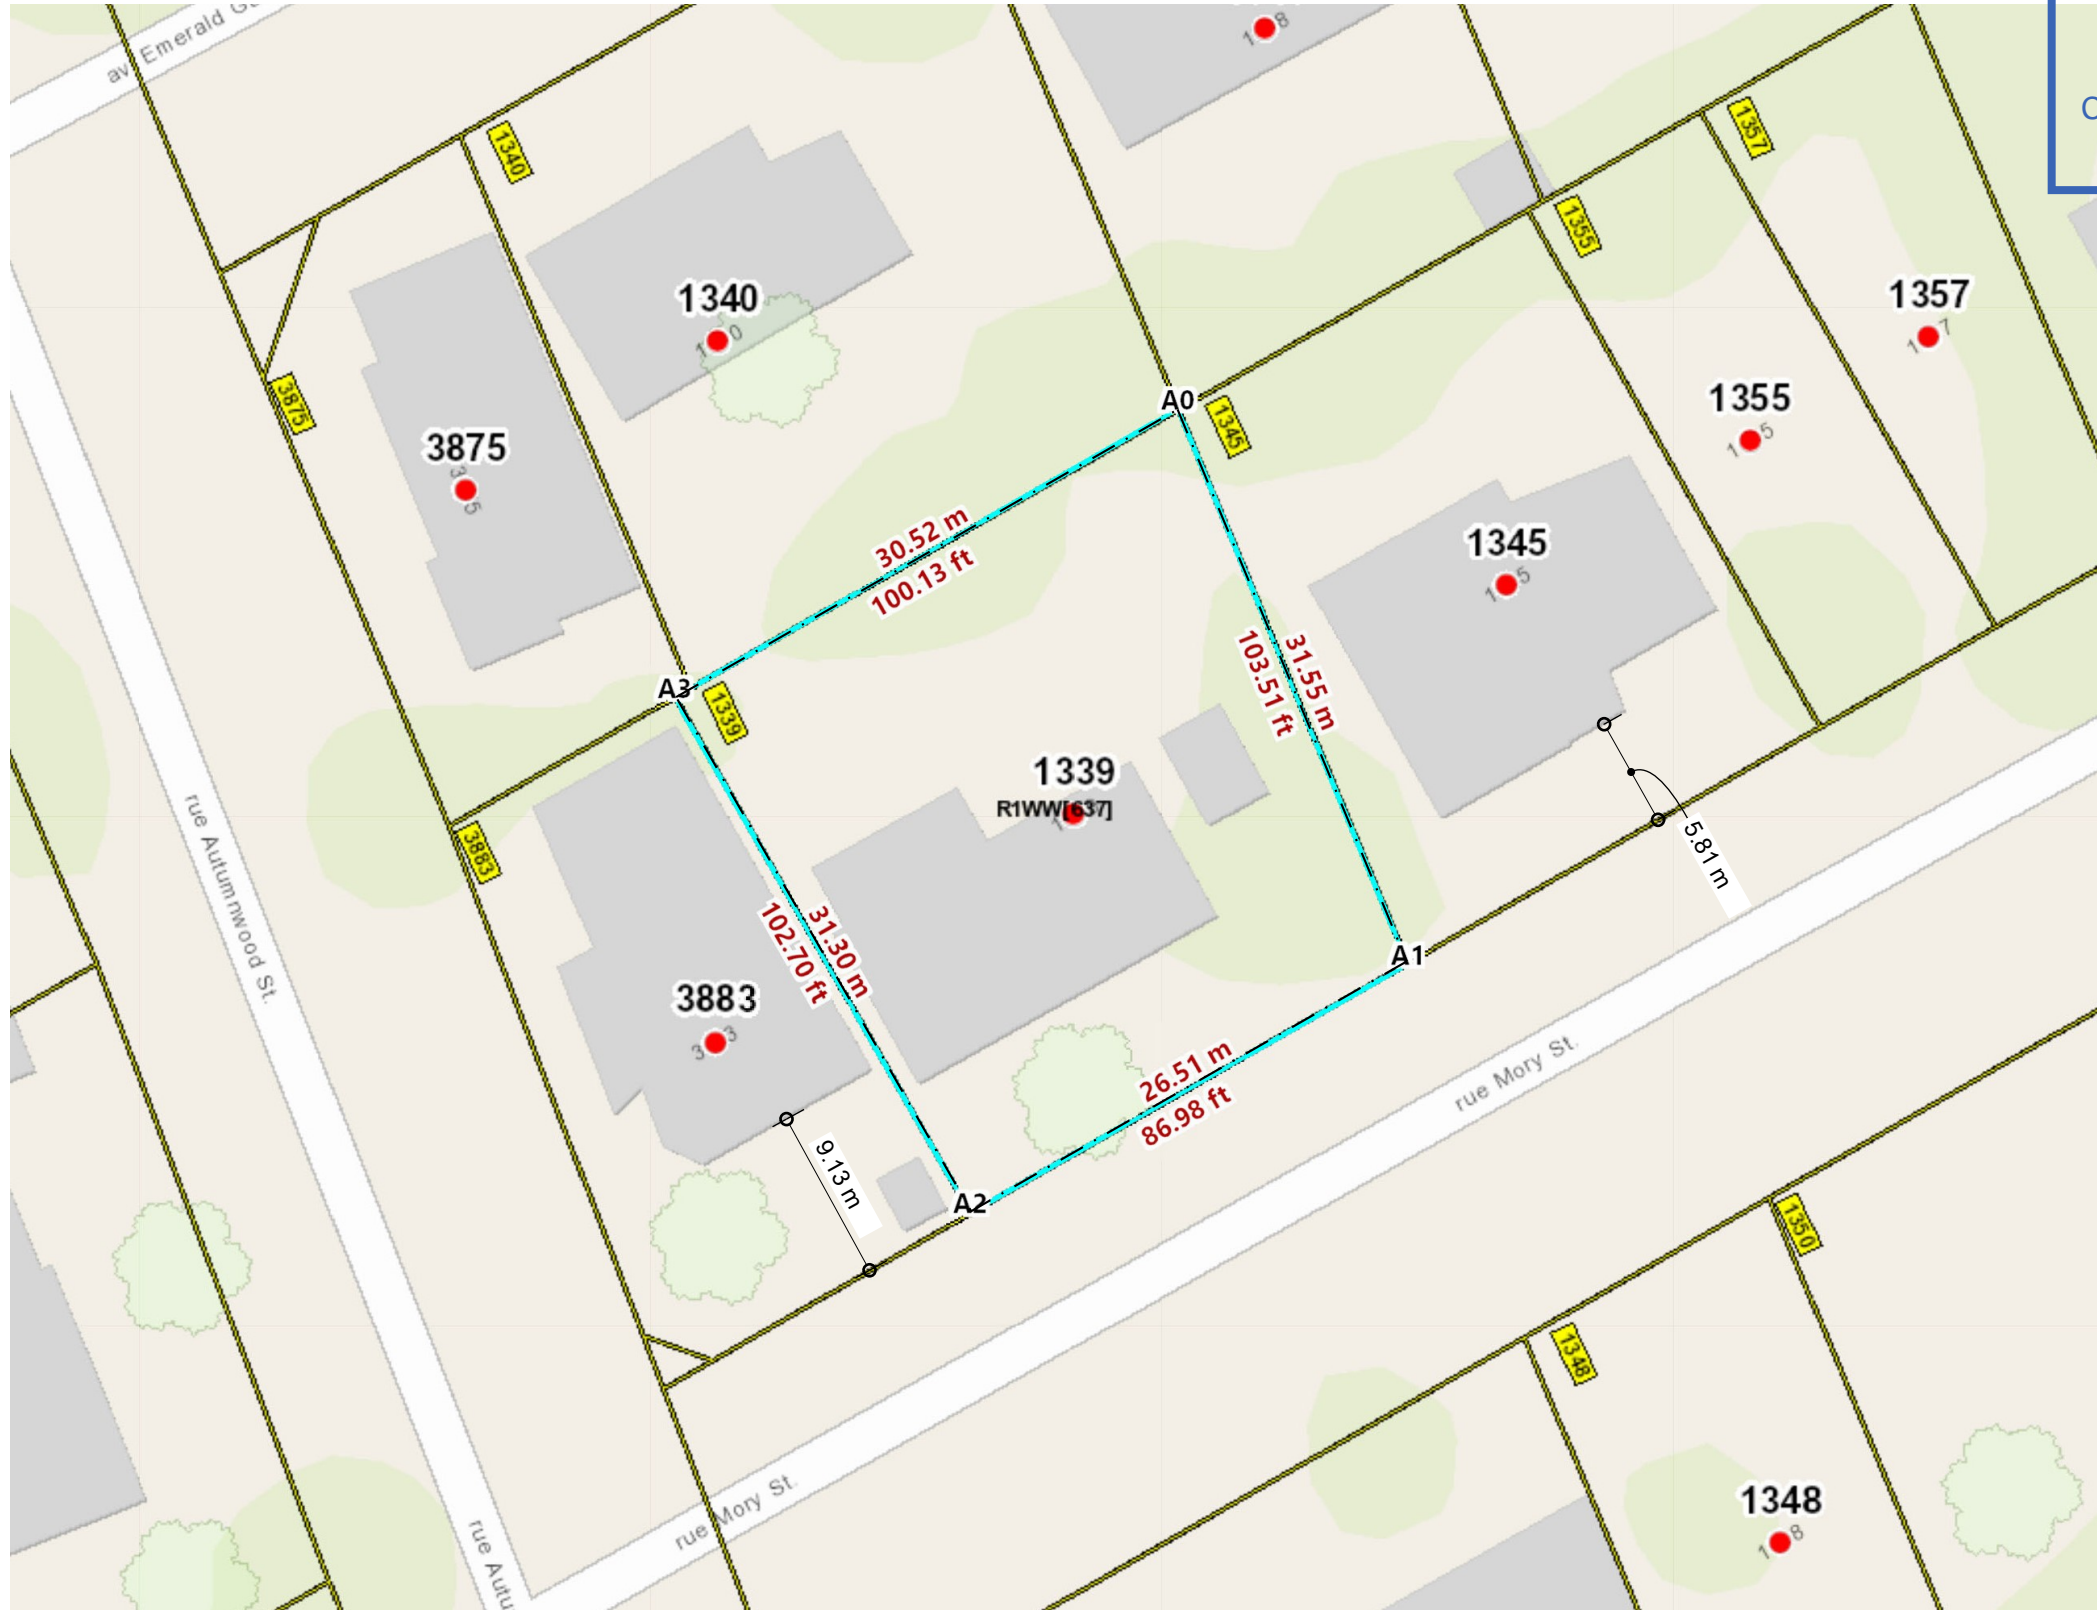 av. Emerald
8
1340
1357
1355
1340
1357
3875
1355
A0
1345
3875
1345
30.52 m
100.13 ft
A3
1339
31.55 m
103.51 ft
1339
R1WW[637]
5.81 m
3883
rue Autumnwood St.
31.30 m
102.70 ft
A1
3883
26.51 m
86.98 ft
rue Mory St.
9.13 m
A2
1350
1348
rue Mory St.
1348
rue Autu